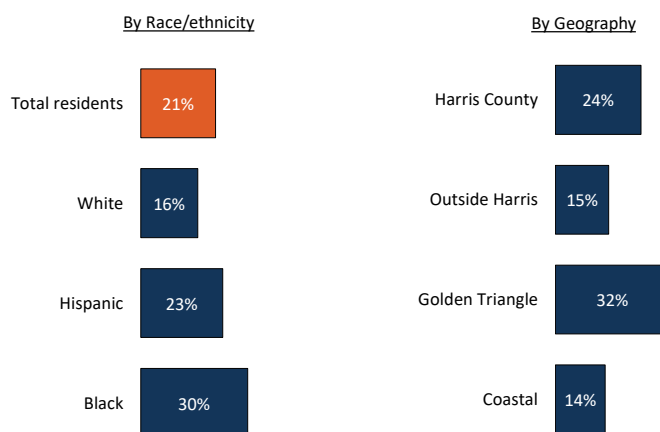 By Race/ethnicity
Total residents 21%
White 16%
Hispanic 23%
Black 30%
By Geography
Harris County 24%
Outside Harris 15%
Golden Triangle 32%
Coastal 14%